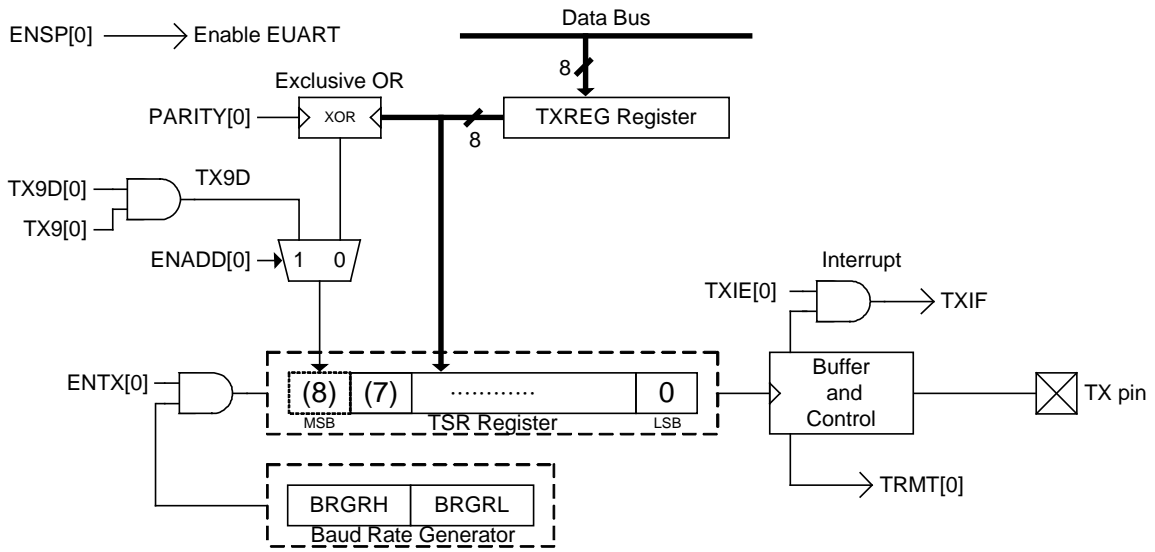 Data Bus
ENSP[0]
Enable EUART
8
Exclusive OR
PARITY[0]
XOR
TXREG Register
8
TX9D[0]
TX9D
TX9[0]
ENADD[0]
1 0
Interrupt
TXIE[0]
TXIF
ENTX[0]
(8) (7) ............ 0
MSB
TSR Register
LSB
Buffer
and
Control
TX pin
TRMT[0]
BRGRH BRGRL
Baud Rate Generator